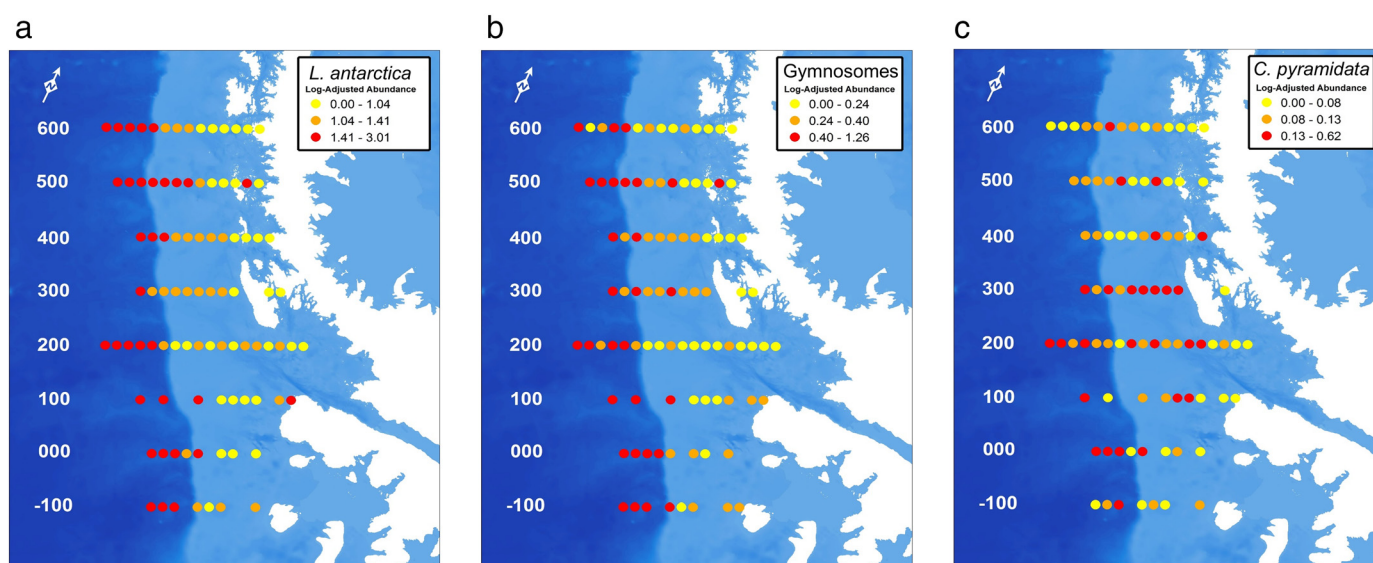 a
L. antarctica
Log-Adjusted Abundance
0.00 - 1.04
1.04 - 1.41
1.41 - 3.01
N
600
500
400
300
200
100
000
-100
b
Gymnosomes
Log-Adjusted Abundance
0.00 - 0.24
0.24 - 0.40
0.40 - 1.26
N
600
500
400
300
200
100
000
-100
c
C. pyramidata
Log-Adjusted Abundance
0.00 - 0.08
0.08 - 0.13
0.13 - 0.62
N
600
500
400
300
200
100
000
-100